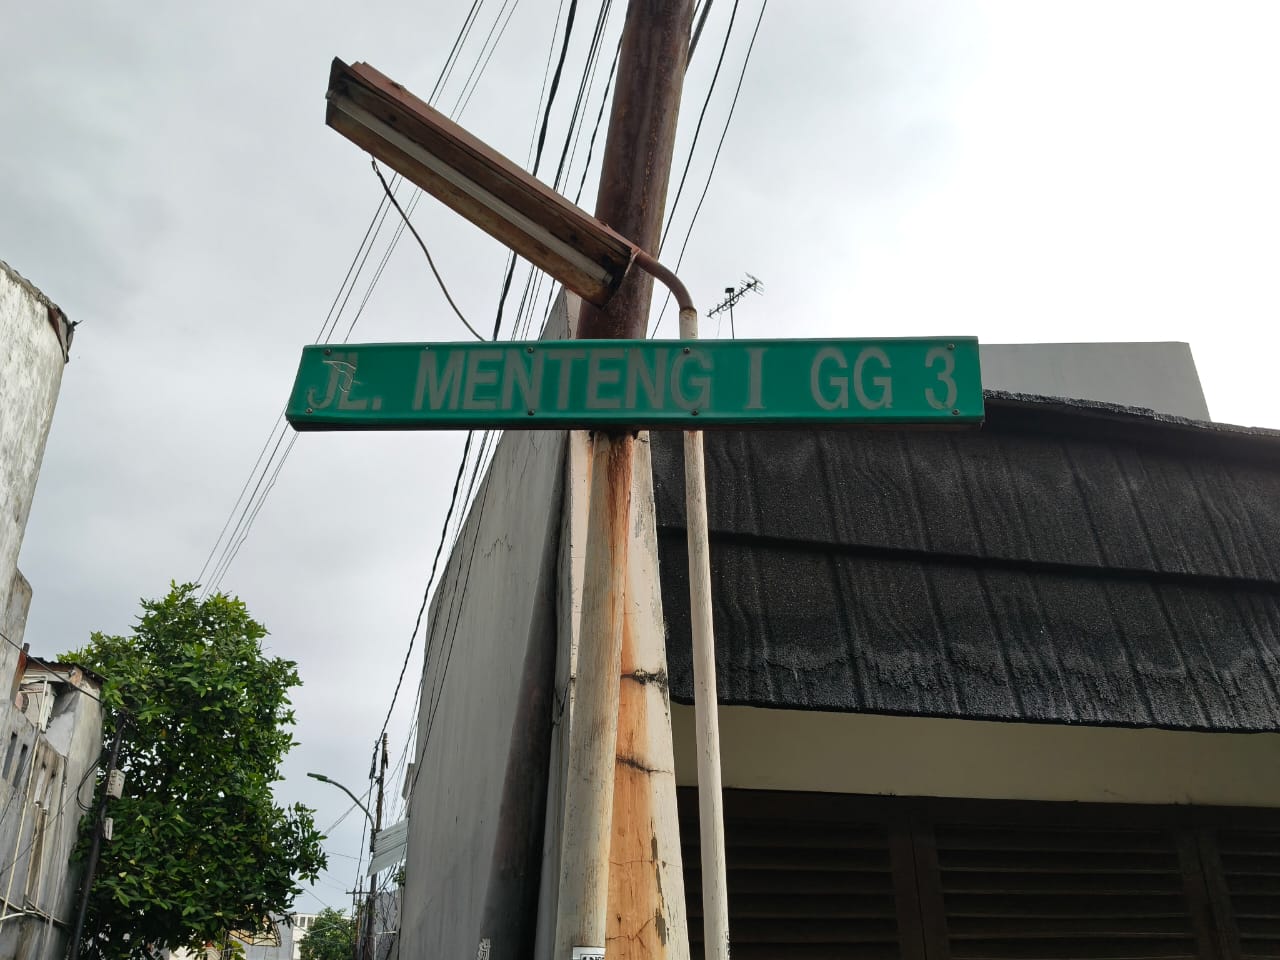 JL. MENTENG I GG 3